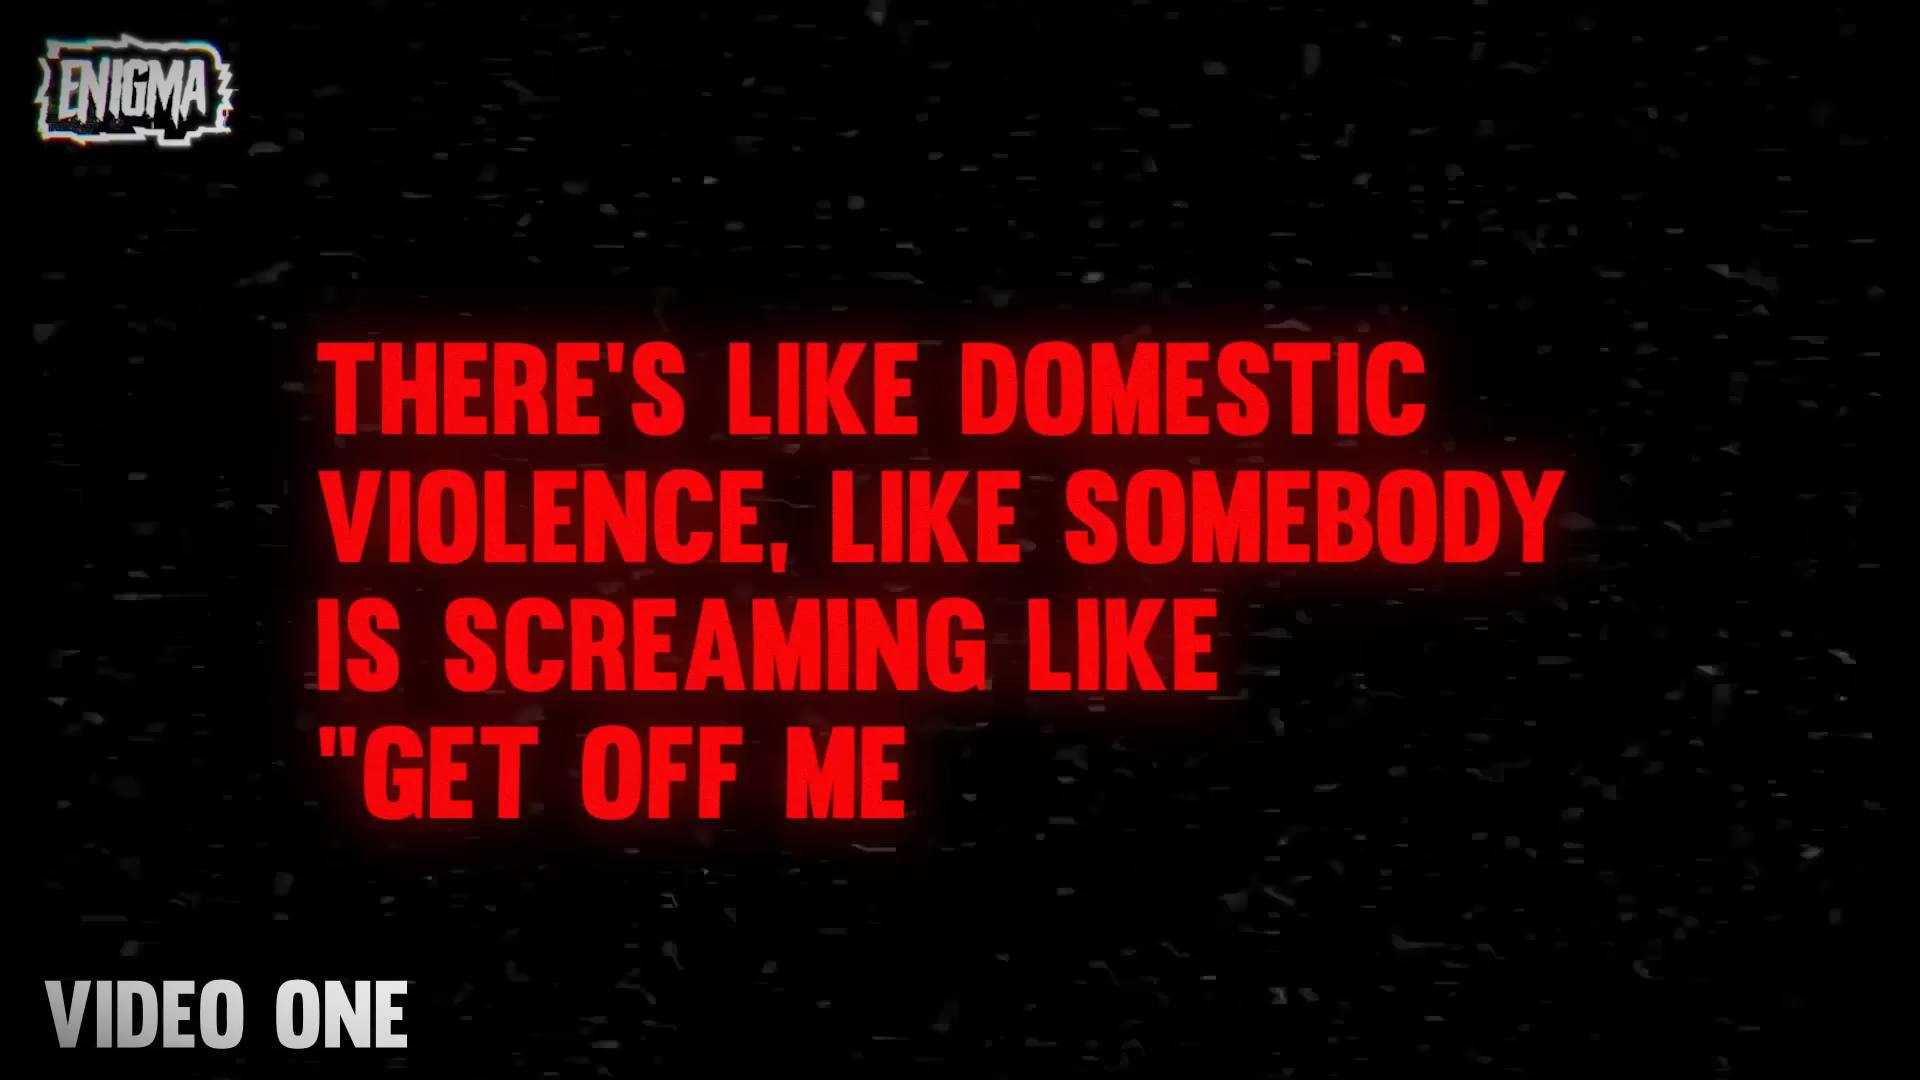 ENIGMA
THERE'S LIKE DOMESTIC
VIOLENCE, LIKE SOMEBODY
IS SCREAMING LIKE
"GET OFF ME
VIDEO ONE